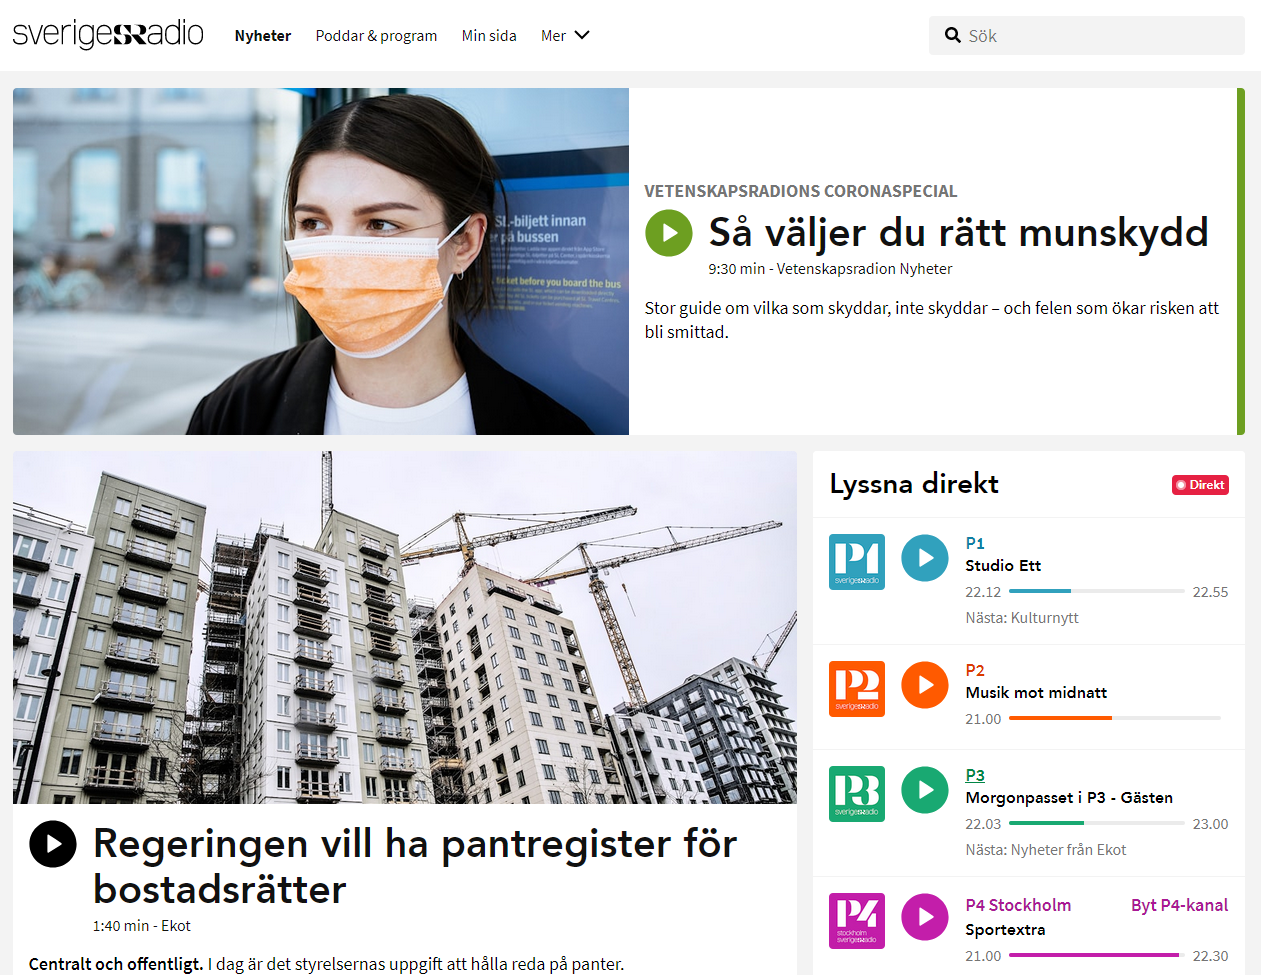 sverigesRadio
Nyheter
Poddar & program
Min sida
Mer
Sök
SL-biljett innan
bussen
ticket before you board the bus
VETENSKAPSRADIONS CORONASPECIAL
Så väljer du rätt munskydd
9:30 min - Vetenskapsradion Nyheter
Stor guide om vilka som skyddar, inte skyddar – och felen som ökar risken att
bli smittad.
Regeringen vill ha pantregister för
bostadsrätter
1:40 min - Ekot
Centralt och offentligt. I dag är det styrelsernas uppgift att hålla reda på panter.
Lyssna direkt
Direkt
P1
sverigesRadio
P1
Studio Ett
22.12
22.55
Nästa: Kulturnytt
P2
sverigesRadio
P2
Musik mot midnatt
21.00
P3
sverigesRadio
P3
Morgonpasset i P3 - Gästen
22.03
23.00
Nästa: Nyheter från Ekot
P4
stockholm
sverigesRadio
P4 Stockholm
Byt P4-kanal
Sportextra
21.00
22.30